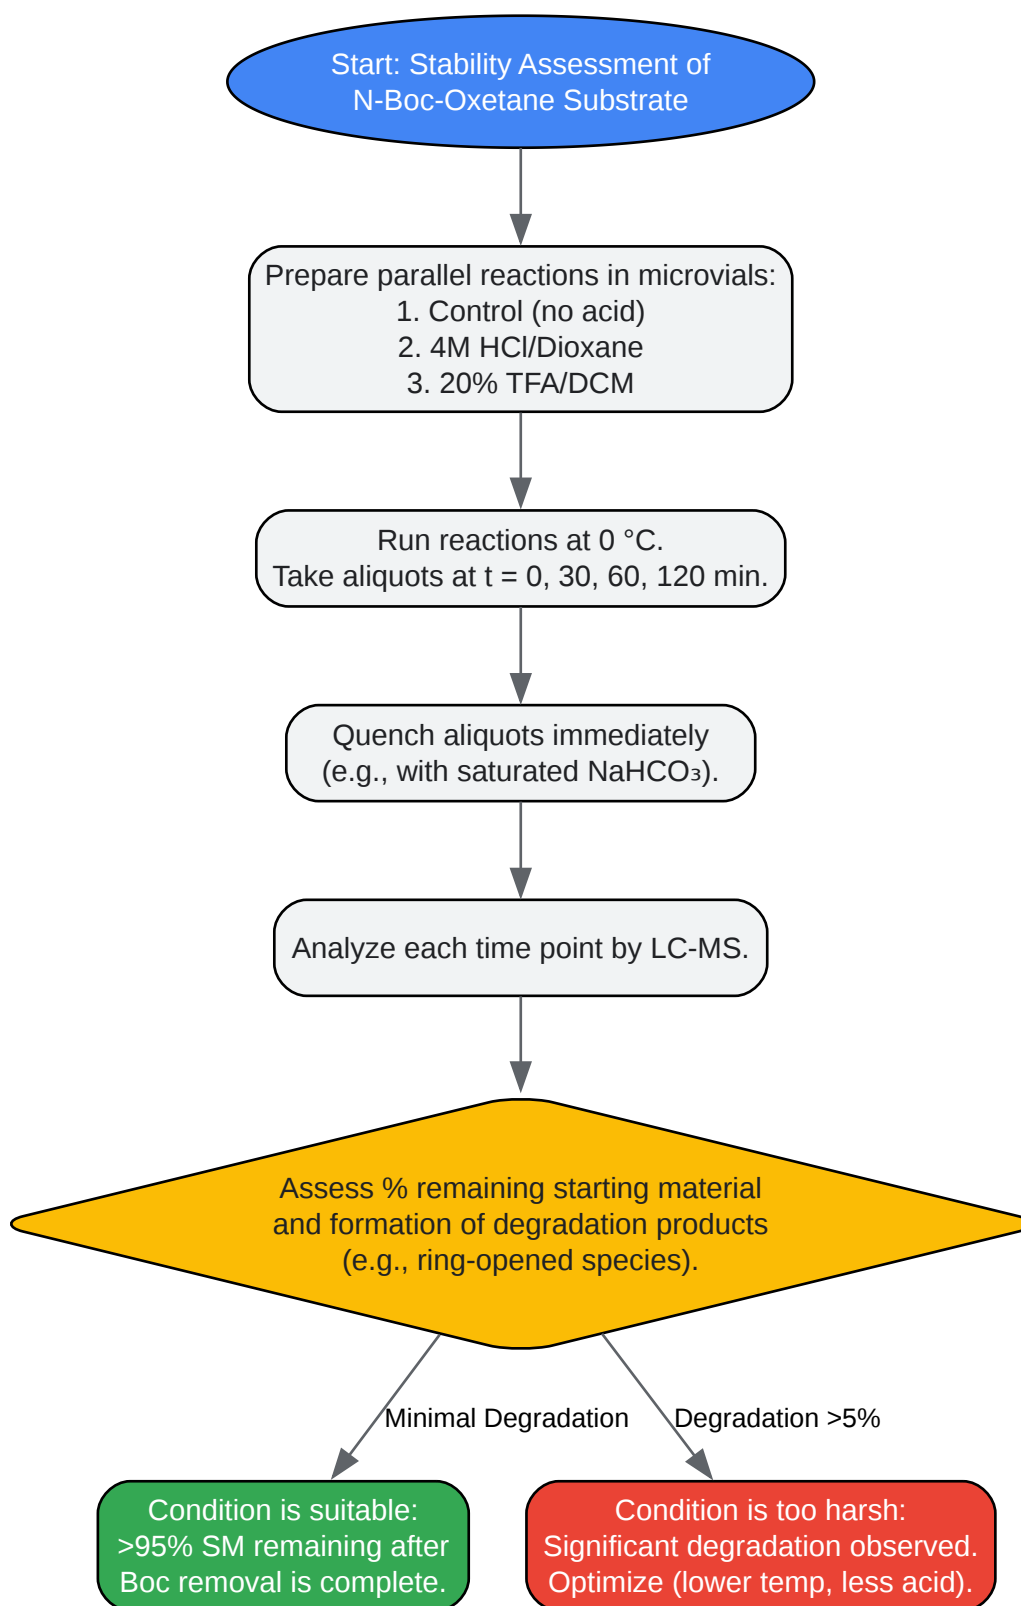 Start: Stability Assessment of
N-Boc-Oxetane Substrate
Prepare parallel reactions in microvials:
1. Control (no acid)
2. 4M HCl/Dioxane
3. 20% TFA/DCM
Run reactions at 0 °C.
Take aliquots at t = 0, 30, 60, 120 min.
Quench aliquots immediately
(e.g., with saturated NaHCO₃).
Analyze each time point by LC-MS.
Assess % remaining starting material
and formation of degradation products
(e.g., ring-opened species).
Minimal Degradation
Degradation >5%
Condition is suitable:
>95% SM remaining after
Boc removal is complete.
Condition is too harsh:
Significant degradation observed.
Optimize (lower temp, less acid).